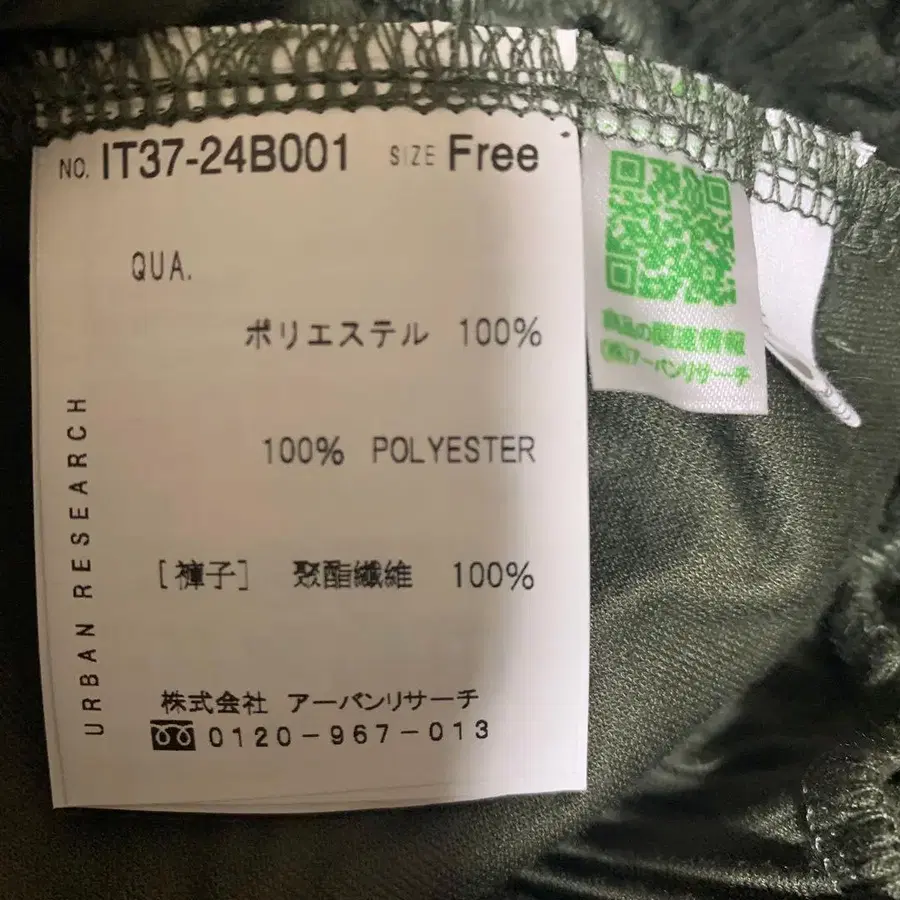 NO. IT37-24B001 SIZE Free
QUA.
ポリエステル 100%
100% POLYESTER
[褲子] 聚酯纖維 100%
株式会社 アーバンリサーチ
0120-967-013
URBAN RESEARCH
商品の関連情報
(株)アーバンリサーチ